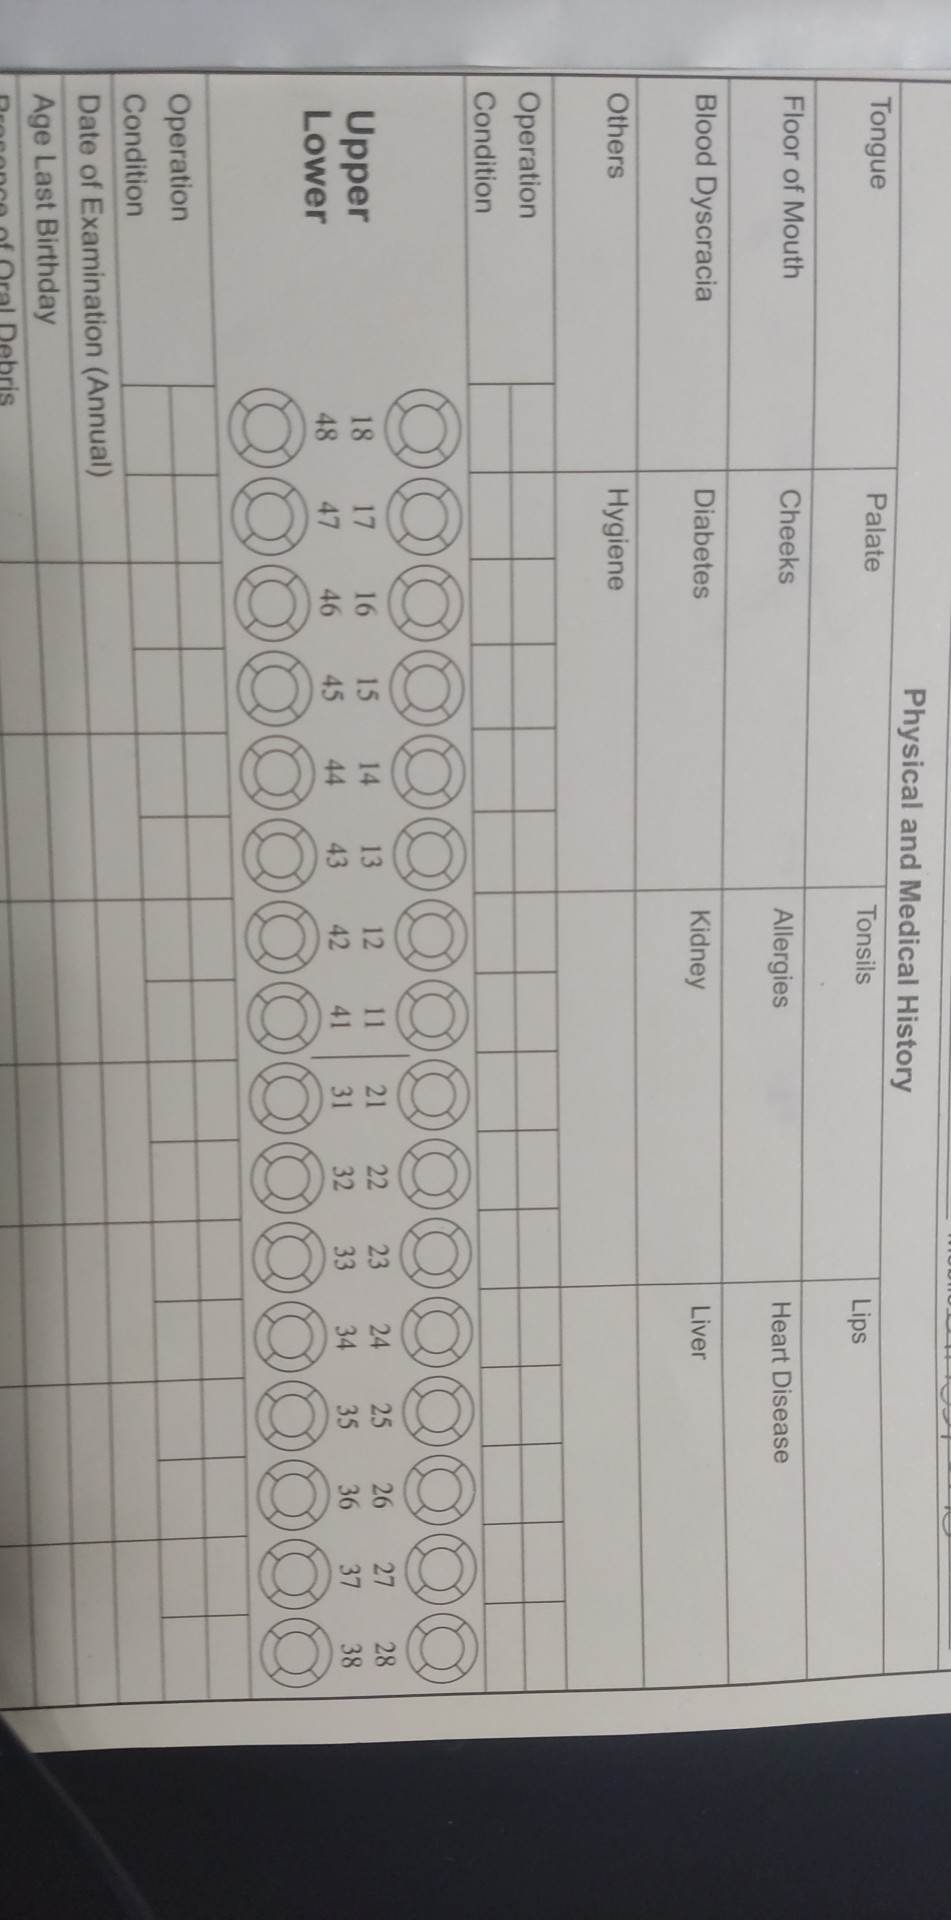 Physical and Medical History
Tongue Palate Tonsils Lips
Floor of Mouth Cheeks Allergies Heart Disease
Blood Dyscracia Diabetes Kidney Liver
Others Hygiene
Operation
Condition
Upper 18 17 16 15 14 13 12 11 21 22 23 24 25 26 27 28
Lower 48 47 46 45 44 43 42 41 31 32 33 34 35 36 37 38
Operation
Condition
Date of Examination (Annual)
Age Last Birthday
Presence of Oral Debris